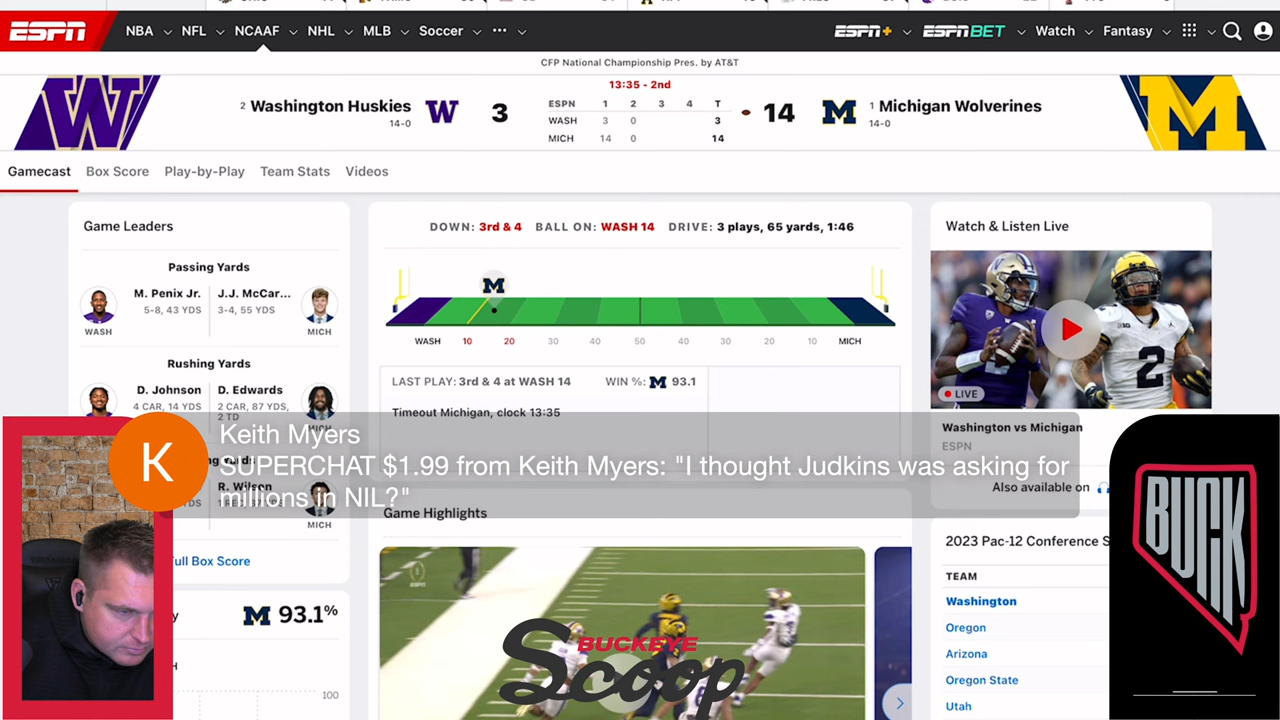 ESPN NBA NFL NCAAF NHL MLB Soccer ••• ESPN+ ESPN BET Watch Fantasy
CFP National Championship Pres. by AT&T
13:35 - 2nd
2 Washington Huskies W 3
14-0
ESPN 1 2 3 4 T
WASH 3 0 3
MICH 14 0 14
14 M 1 Michigan Wolverines
14-0
W
M
Gamecast Box Score Play-by-Play Team Stats Videos
Game Leaders
Passing Yards
M. Penix Jr. J.J. McCar...
5-8, 43 YDS 3-4, 55 YDS
WASH MICH
Rushing Yards
D. Johnson D. Edwards
4 CAR, 14 YDS 2 CAR, 87 YDS,
2 TD
R. Wilson
MICH
Full Box Score
M 93.1%
100
DOWN: 3rd & 4 BALL ON: WASH 14 DRIVE: 3 plays, 65 yards, 1:46
M
WASH 10 20 30 40 50 40 30 20 10 MICH
LAST PLAY: 3rd & 4 at WASH 14 WIN %: M 93.1
Timeout Michigan, clock 13:35
Game Highlights
ESPN
Watch & Listen Live
2
LIVE
Washington vs Michigan
ESPN
Also available on
2023 Pac-12 Conference S
TEAM
Washington
Oregon
Arizona
Oregon State
Utah
K
Keith Myers
SUPERCHAT $1.99 from Keith Myers: "I thought Judkins was asking for
millions in NIL?"
BUCKEYE
Scoop
BUCK